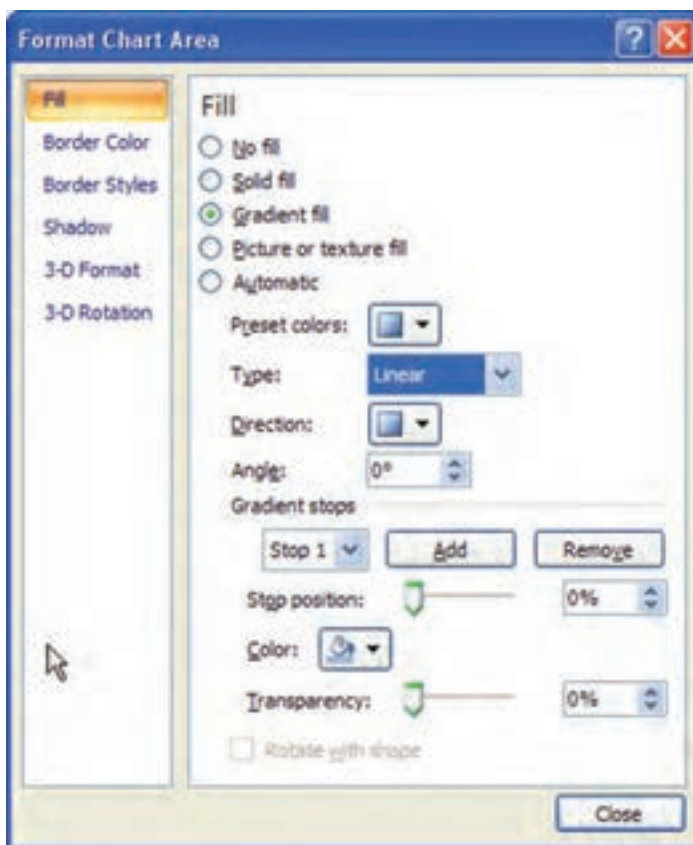 Format Chart Area
Fill
Border Color
Border Styles
Shadow
3-D Format
3-D Rotation
Fill
No fill
Solid fill
Gradient fill
Picture or texture fill
Automatic
Preset colors:
Type: Linear
Direction:
Angle: 0°
Gradient stops
Stop 1 Add Remove
Stop position: 0%
Color:
Transparency: 0%
Rotate with shape
Close